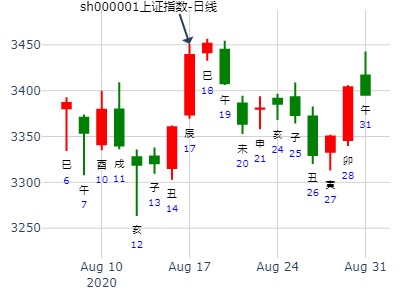 sh000001上证指数-日线
3450
3400
3350
3300
3250
巳
6
午
7
酉
10
戌
11
亥
12
子
13
丑
14
庚
17
巳
18
午
19
未
20
申
21
亥
24
子
25
丑
26
寅
27
卯
28
午
31
Aug 10
2020
Aug 17
Aug 24
Aug 31